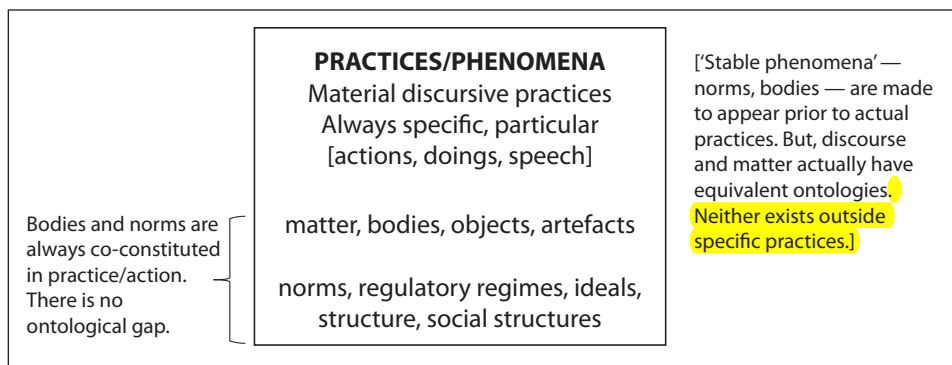 PRACTICES/PHENOMENA
Material discursive practices
Always specific, particular
[actions, doings, speech]
matter, bodies, objects, artefacts
norms, regulatory regimes, ideals,
structure, social structures
Bodies and norms are
always co-constituted
in practice/action.
There is no
ontological gap.
['Stable phenomena' —
norms, bodies — are made
to appear prior to actual
practices. But, discourse
and matter actually have
equivalent ontologies.
Neither exists outside
specific practices.]